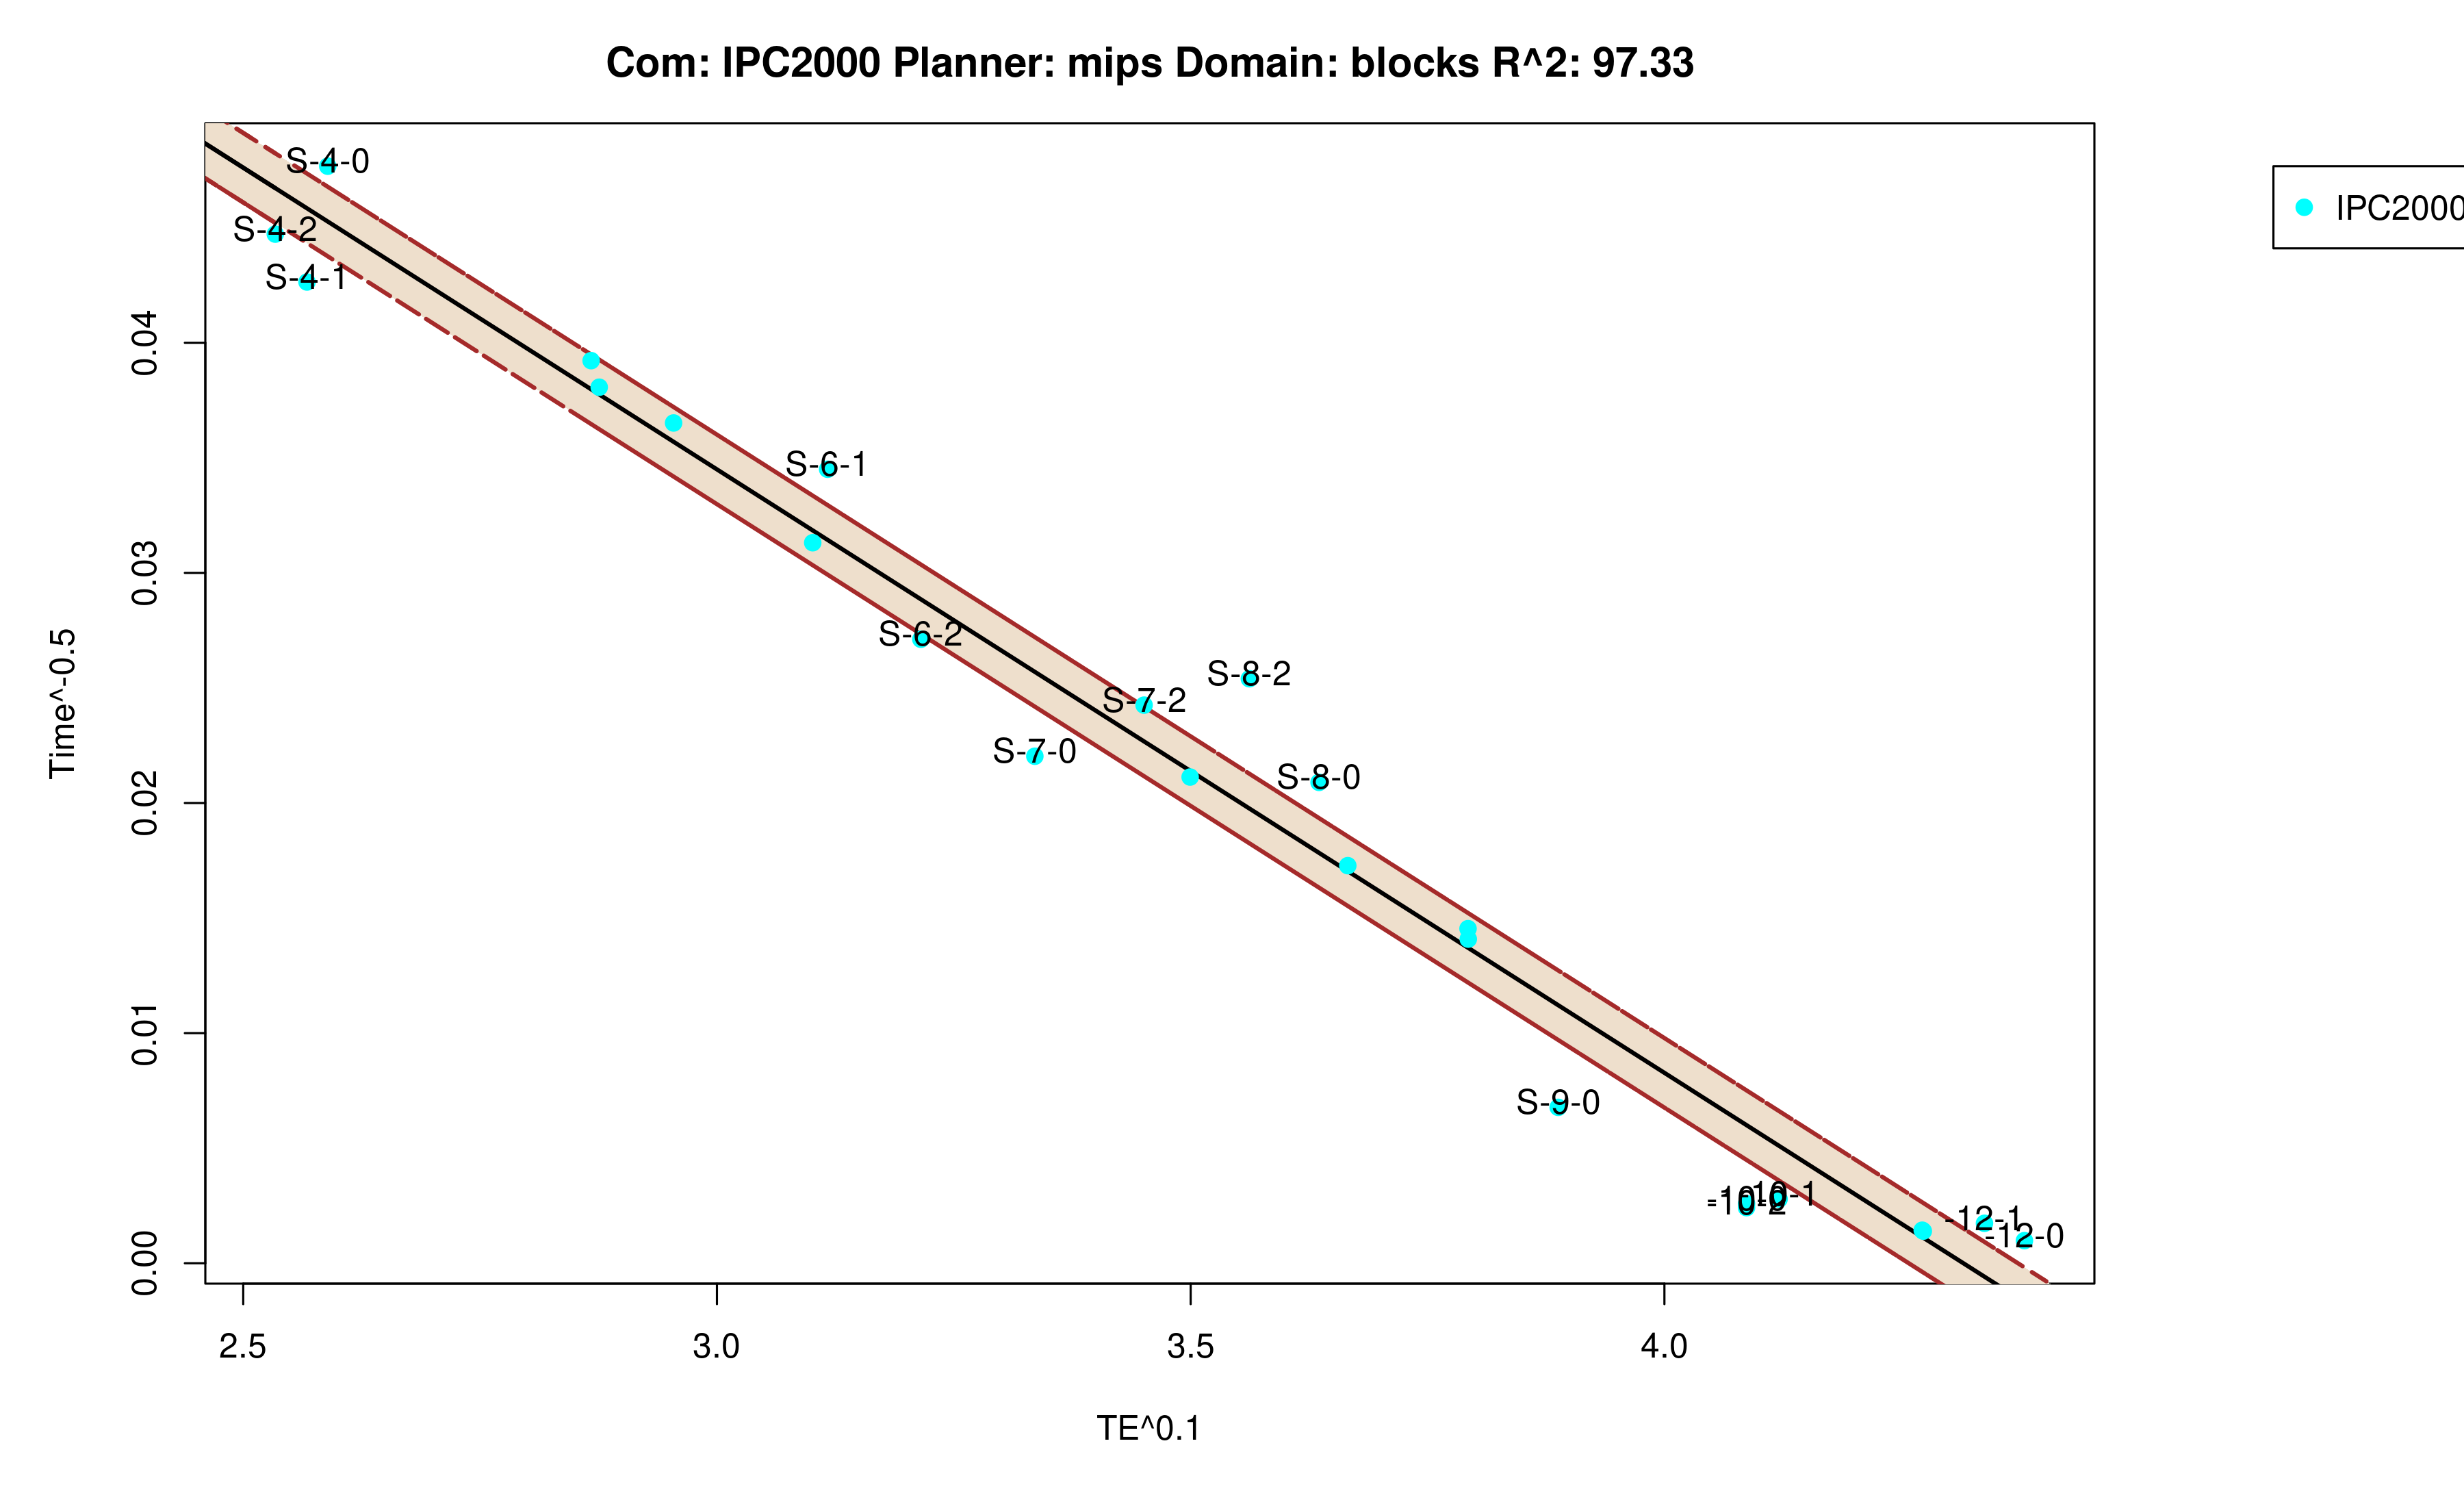 Com: IPC2000 Planner: mips Domain: blocks R^2: 97.33
IPC2000
S-4-0
S-4-2
S-4-1
S-6-1
S-6-2
S-8-2
S-7-2
S-7-0
S-8-0
S-9-0
-10-2
-12-1
-12-0
0.04
0.03
0.02
0.01
0.00
Time^-0.5
2.5 3.0 3.5 4.0
TE^0.1